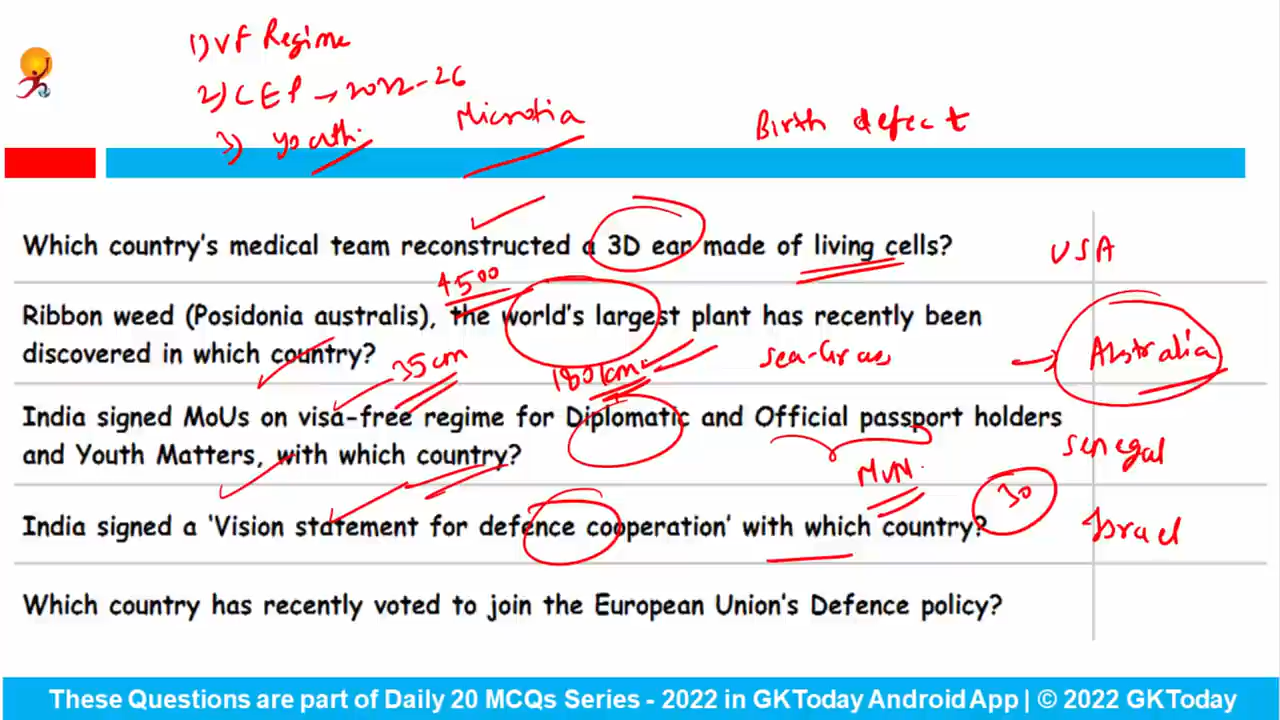 1) VF Regime
2) CEP → 2022-26
3) Youth.
Microtia
Birth defect
Which country's medical team reconstructed a 3D ear made of living cells?
USA
4500
Ribbon weed (Posidonia australis), the world's largest plant has recently been
discovered in which country?
Australia
35cm
180km
sea-Grass
India signed MoUs on visa-free regime for Diplomatic and Official passport holders
and Youth Matters, with which country?
Senegal
30
India signed a 'Vision statement for defence cooperation' with which country?
Israel
Which country has recently voted to join the European Union's Defence policy?
These Questions are part of Daily 20 MCQs Series - 2022 in GKToday Android App | © 2022 GKToday